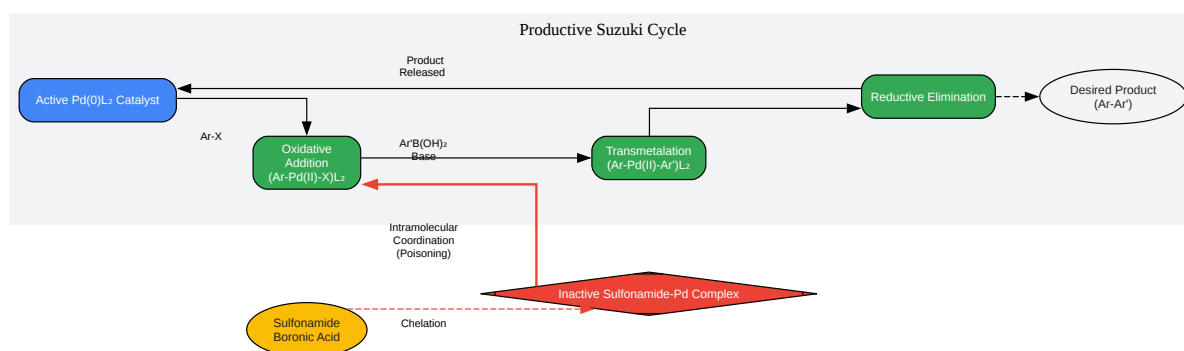 Productive Suzuki Cycle
Product
Released
Active Pd(0)L₂ Catalyst
Reductive Elimination
Desired Product
(Ar-Ar')
Ar-X
Oxidative
Addition
(Ar-Pd(II)-X)L₂
Ar'B(OH)₂
Base
Transmetalation
(Ar-Pd(II)-Ar')L₂
Intramolecular
Coordination
(Poisoning)
Inactive Sulfonamide-Pd Complex
Sulfonamide
Boronic Acid
Chelation